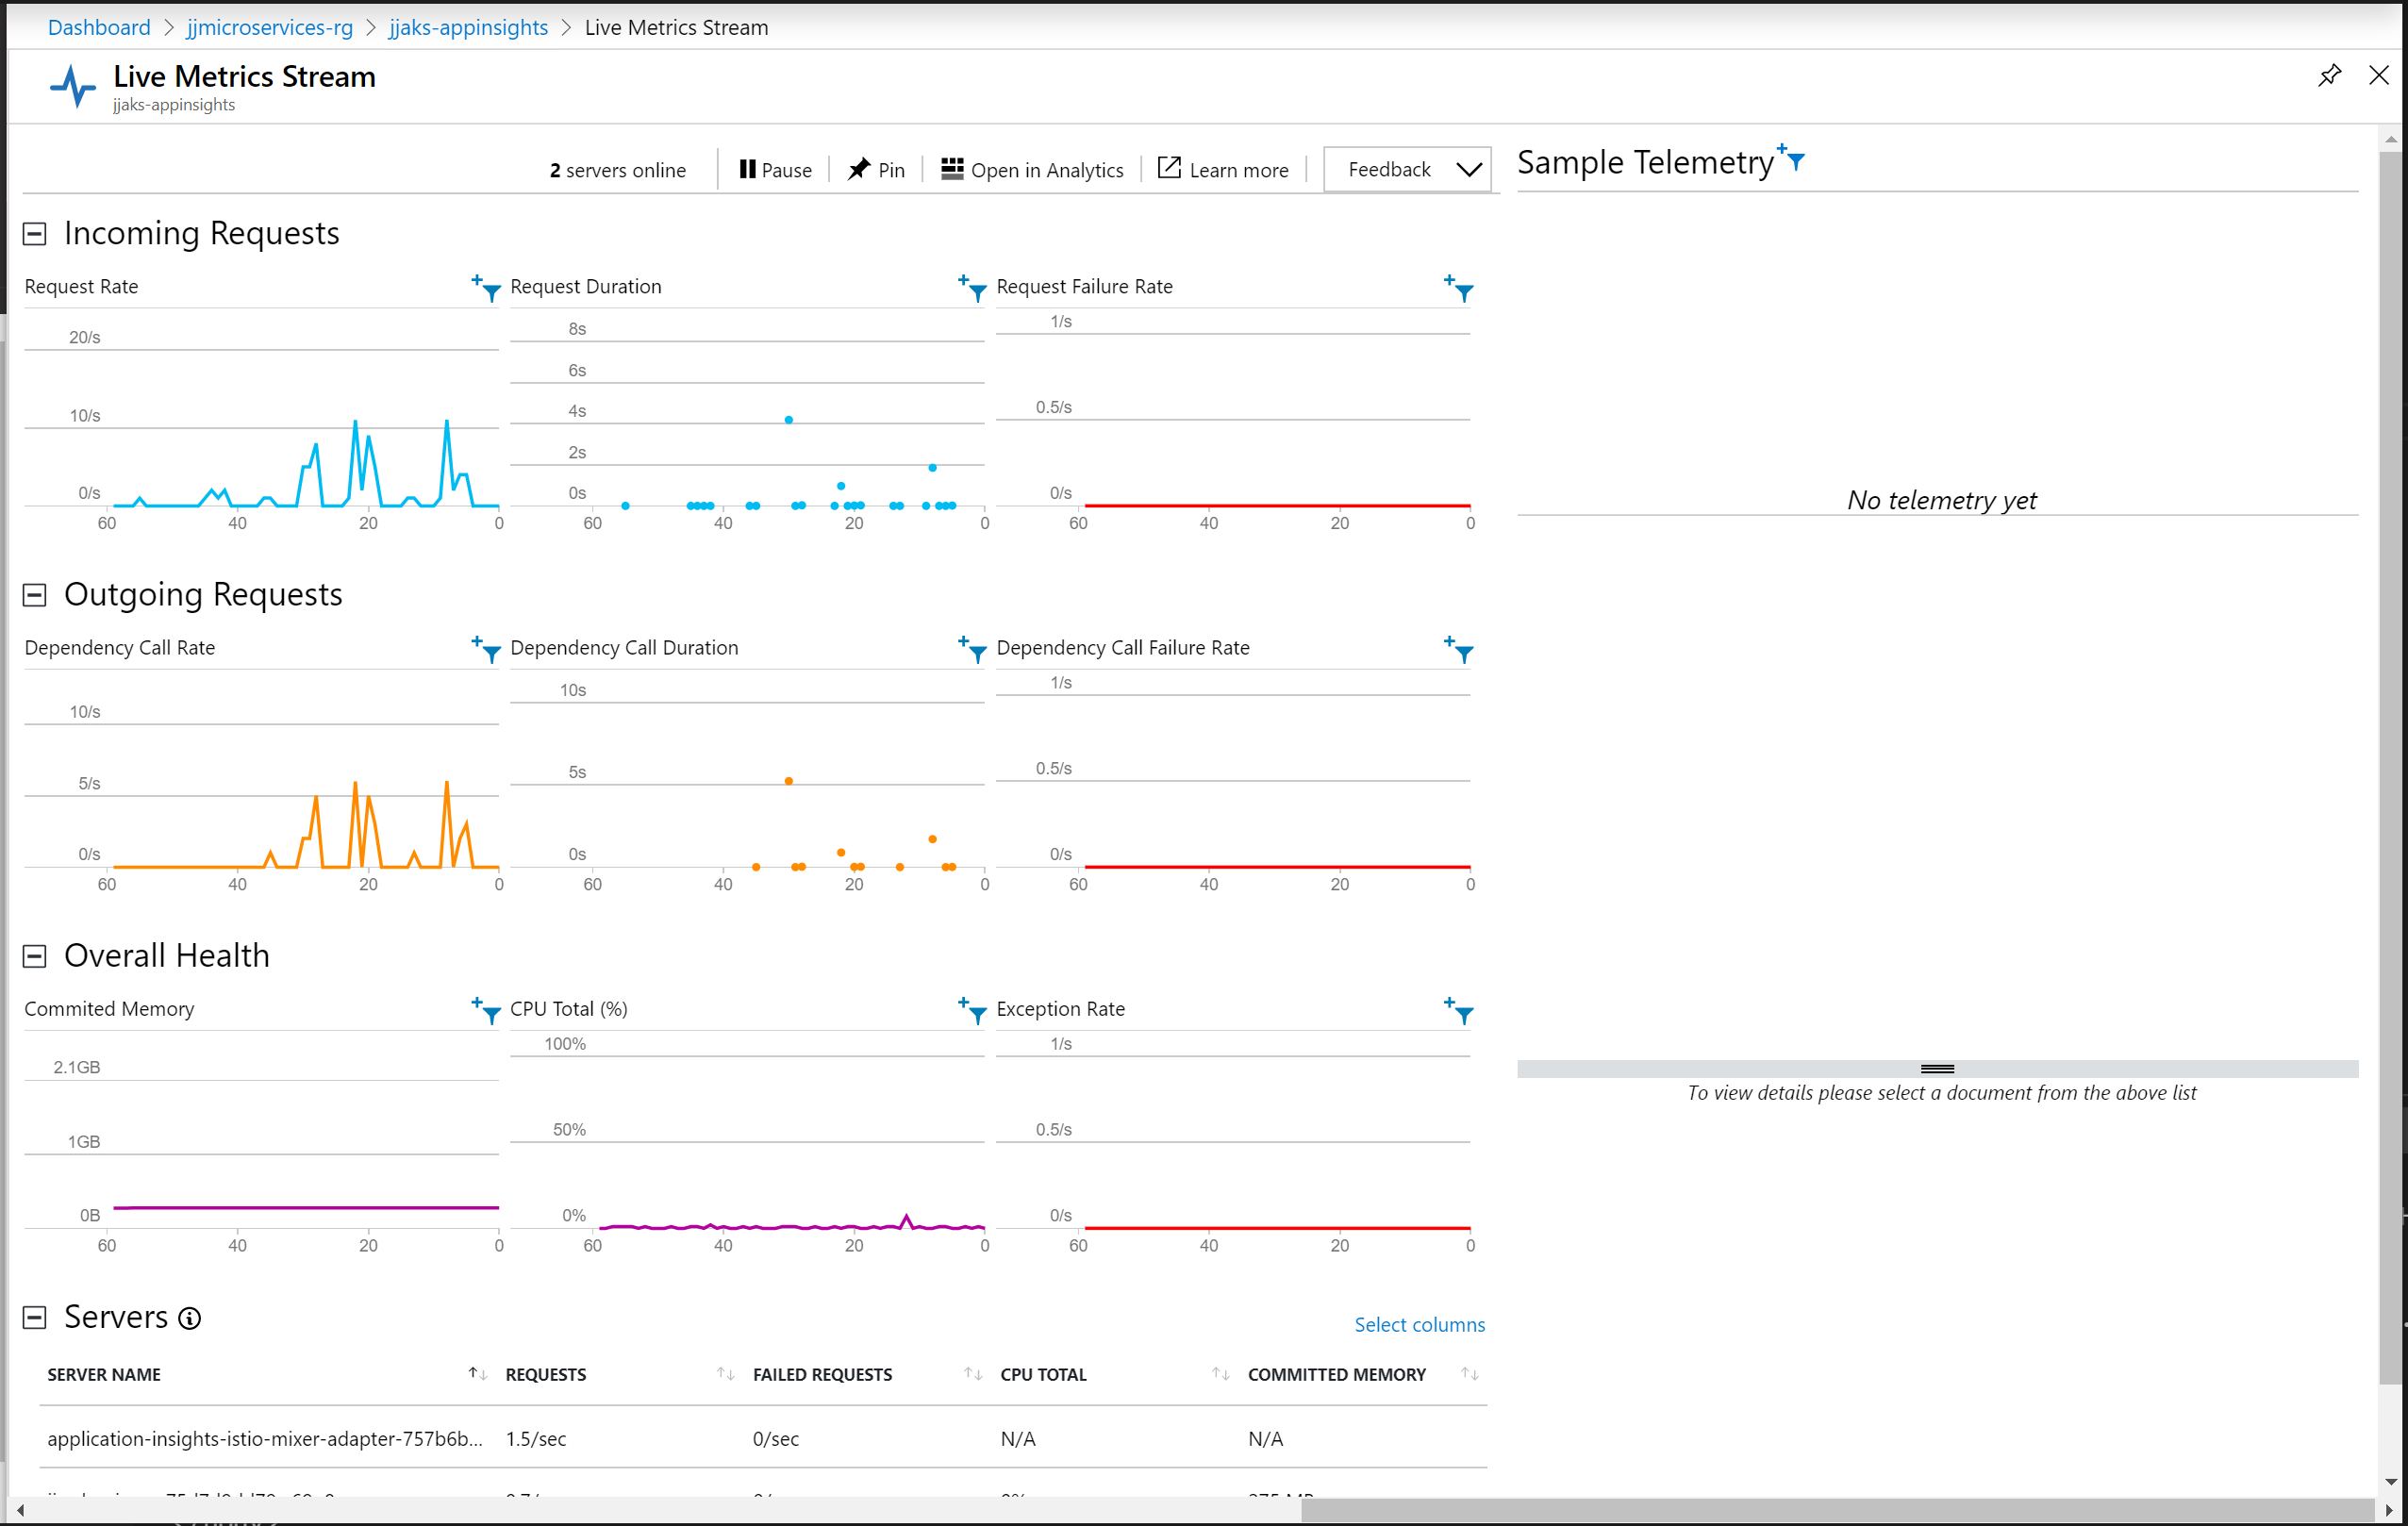 Dashboard > jjmicroservices-rg > jjaks-appinsights > Live Metrics Stream
Live Metrics Stream
jjaks-appinsights
2 servers online
Pause
Pin
Open in Analytics
Learn more
Feedback
Incoming Requests
Request Rate
20/s
10/s
0/s
60 40 20 0
Request Duration
8s
6s
4s
2s
0s
60 40 20 0
Request Failure Rate
1/s
0.5/s
0/s
60 40 20 0
Outgoing Requests
Dependency Call Rate
10/s
5/s
0/s
60 40 20 0
Dependency Call Duration
10s
5s
0s
60 40 20 0
Dependency Call Failure Rate
1/s
0.5/s
0/s
60 40 20 0
Overall Health
Commited Memory
2.1GB
1GB
0B
60 40 20 0
CPU Total (%)
100%
50%
0%
60 40 20 0
Exception Rate
1/s
0.5/s
0/s
60 40 20 0
Servers
Select columns
SERVER NAME REQUESTS FAILED REQUESTS CPU TOTAL COMMITTED MEMORY
application-insights-istio-mixer-adapter-757b6b... 1.5/sec 0/sec N/A N/A
Sample Telemetry
No telemetry yet
To view details please select a document from the above list